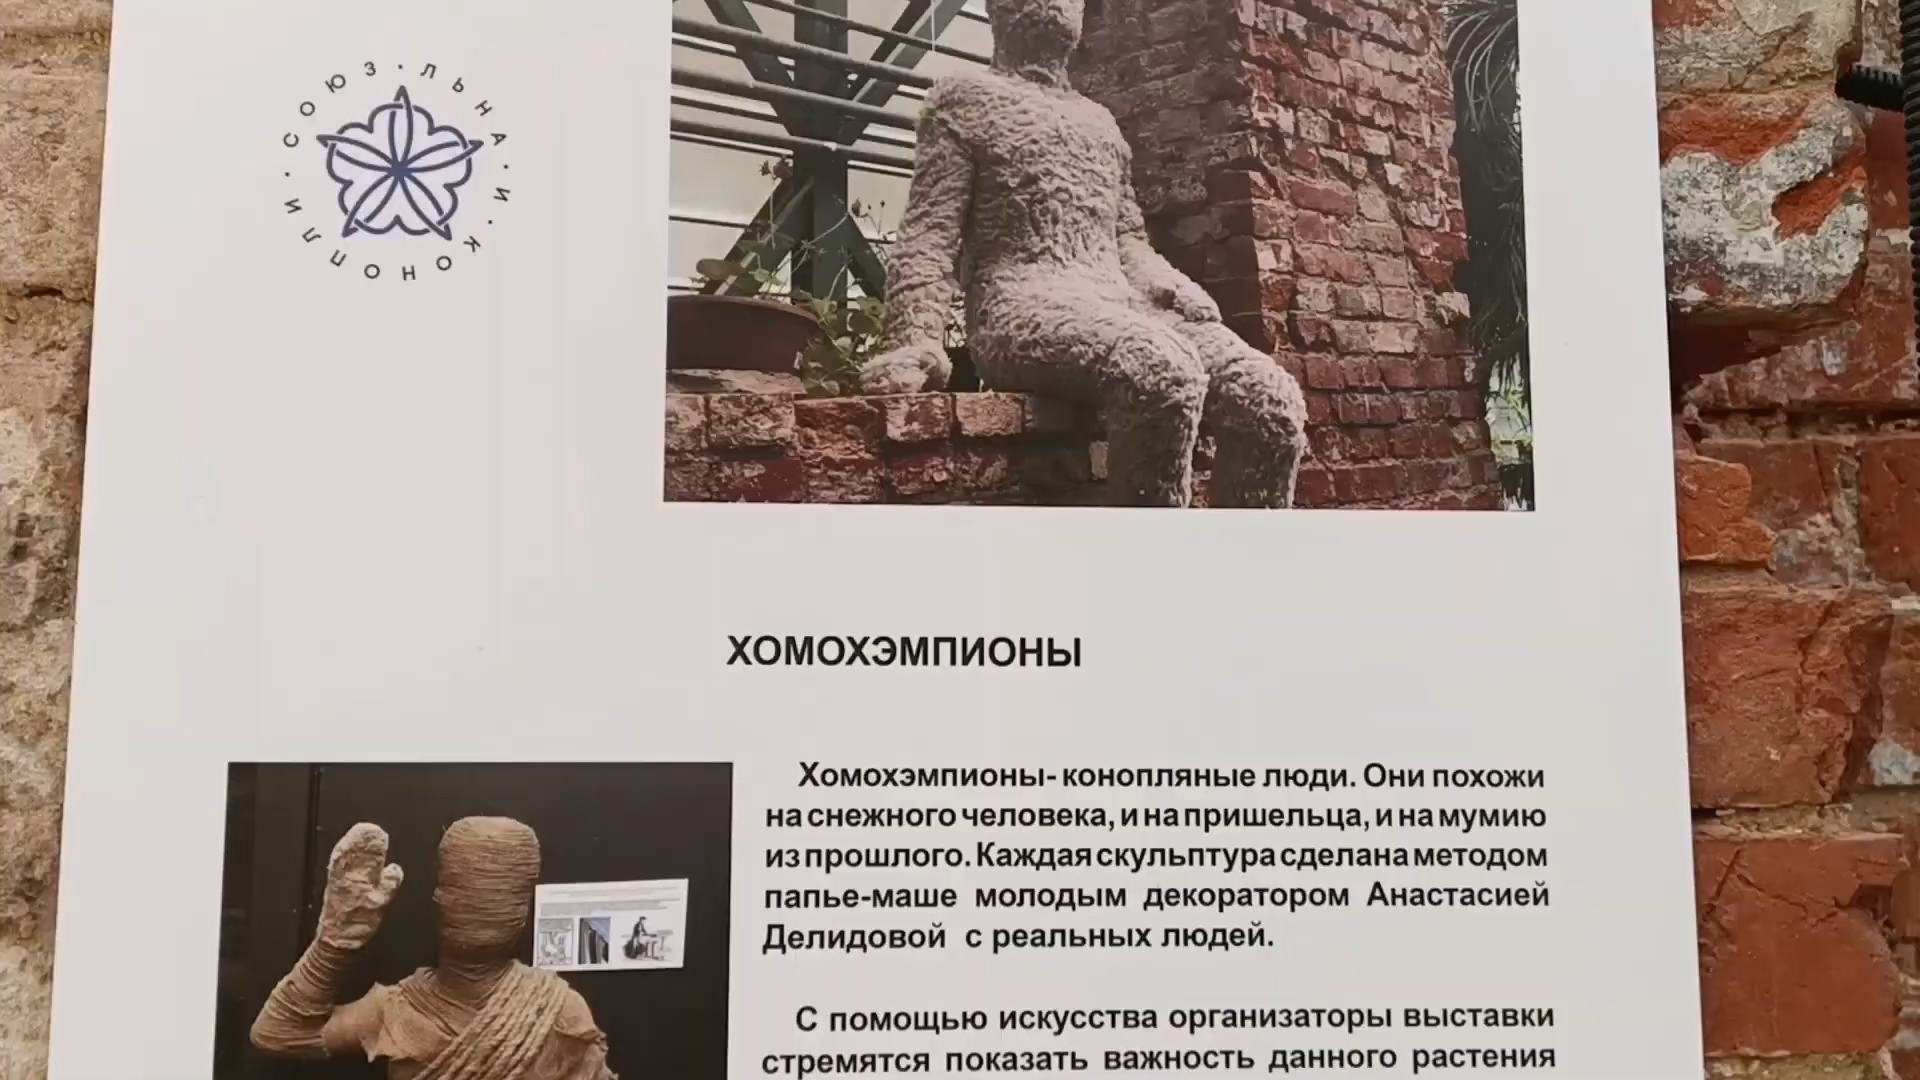 СОЮЗ · ЛЬНА · И · КОНОПЛИ ·
ХОМОХЭМПИОНЫ
Хомохэмпионы- конопляные люди. Они похожи
на снежного человека, и на пришельца, и на мумию
из прошлого. Каждая скульптура сделана методом
папье-маше молодым декоратором Анастасией
Делидовой с реальных людей.
С помощью искусства организаторы выставки
стремятся показать важность данного растения